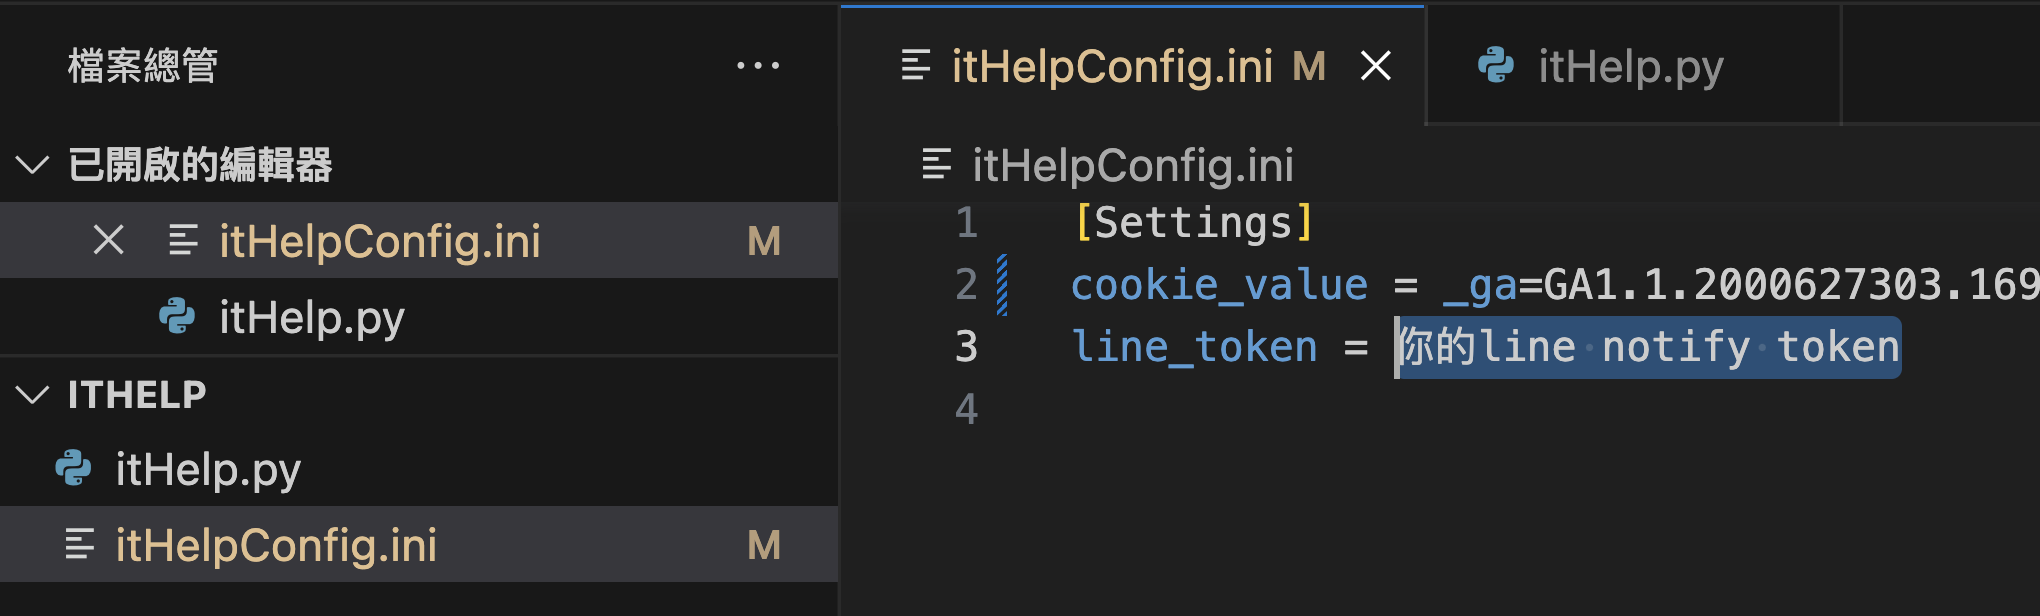 檔案總管 ···
已開啟的編輯器
itHelpConfig.ini M
itHelp.py
ITHELP
itHelp.py
itHelpConfig.ini M
itHelpConfig.ini M
itHelp.py
itHelpConfig.ini
1 [Settings]
2 cookie_value = _ga=GA1.1.2000627303.169
3 line_token = 你的line notify token
4